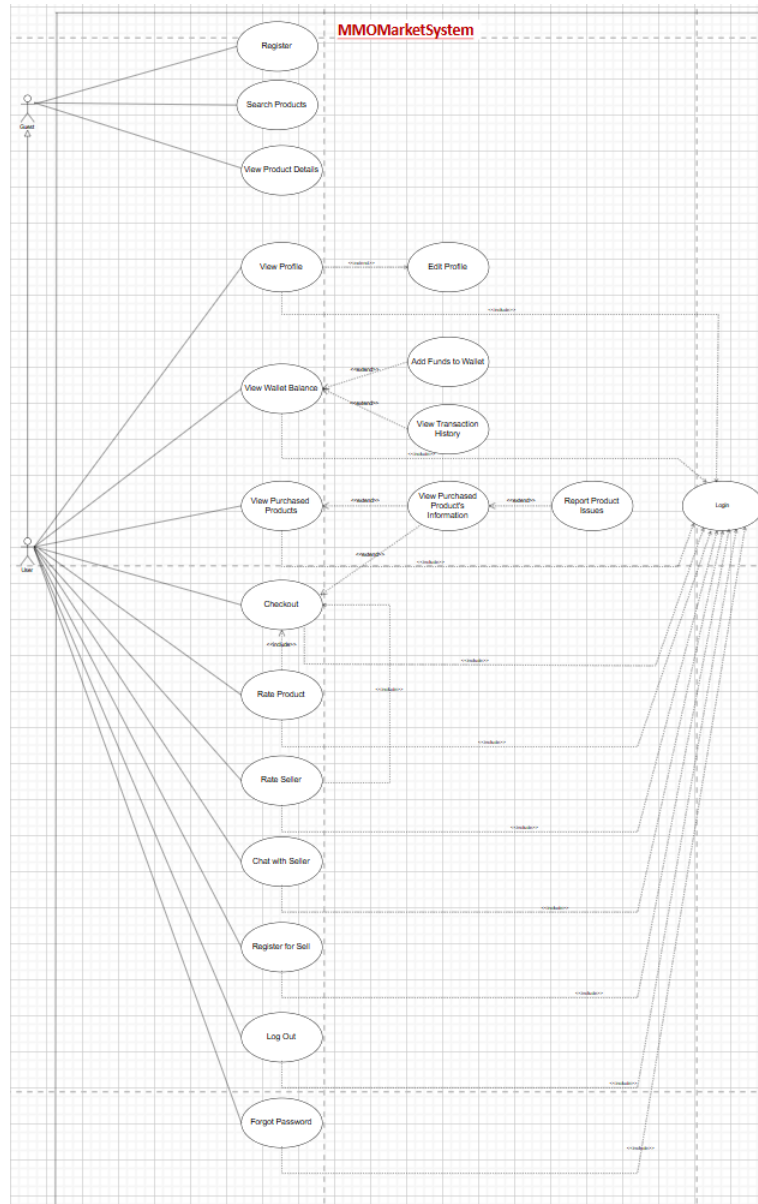 MMOMarketSystem
Register
Search Products
Guest
View Product Details
View Profile
<<extend>>
Edit Profile
<<include>>
Add Funds to Wallet
<<extend>>
View Wallet Balance
<<extend>>
View Transaction
History
<<include>>
View Purchased
Products
<<extend>>
View Purchased
Product's
Information
<<extend>>
Report Product
Issues
Login
User
<<extend>>
<<include>>
Checkout
<<include>>
<<include>>
<<include>>
Rate Product
<<include>>
Rate Seller
<<include>>
Chat with Seller
<<include>>
Register for Sell
<<include>>
Log Out
<<include>>
Forgot Password
<<include>>